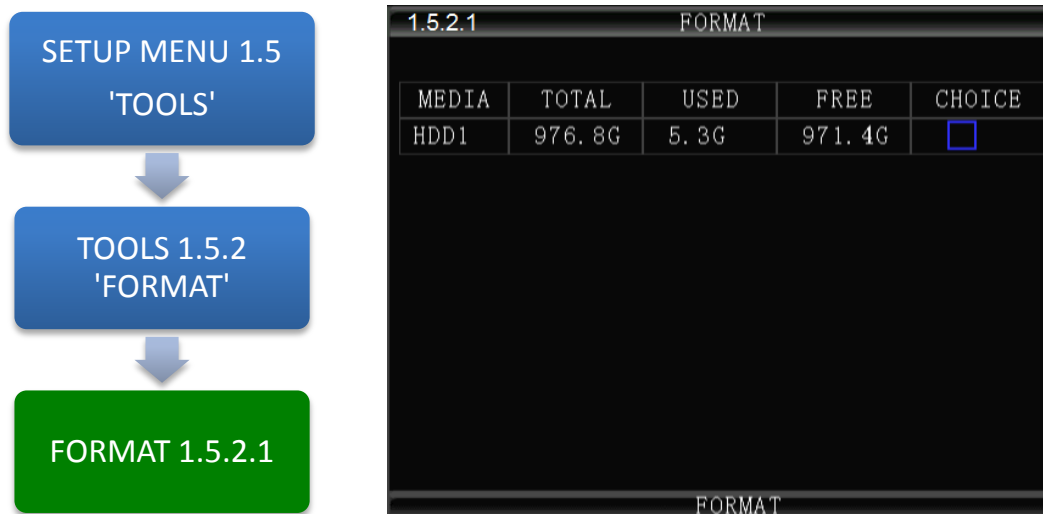 SETUP MENU 1.5
'TOOLS'
TOOLS 1.5.2
'FORMAT'
FORMAT 1.5.2.1
1.5.2.1 FORMAT
MEDIA TOTAL USED FREE CHOICE
HDD1 976.8G 5.3G 971.4G
FORMAT